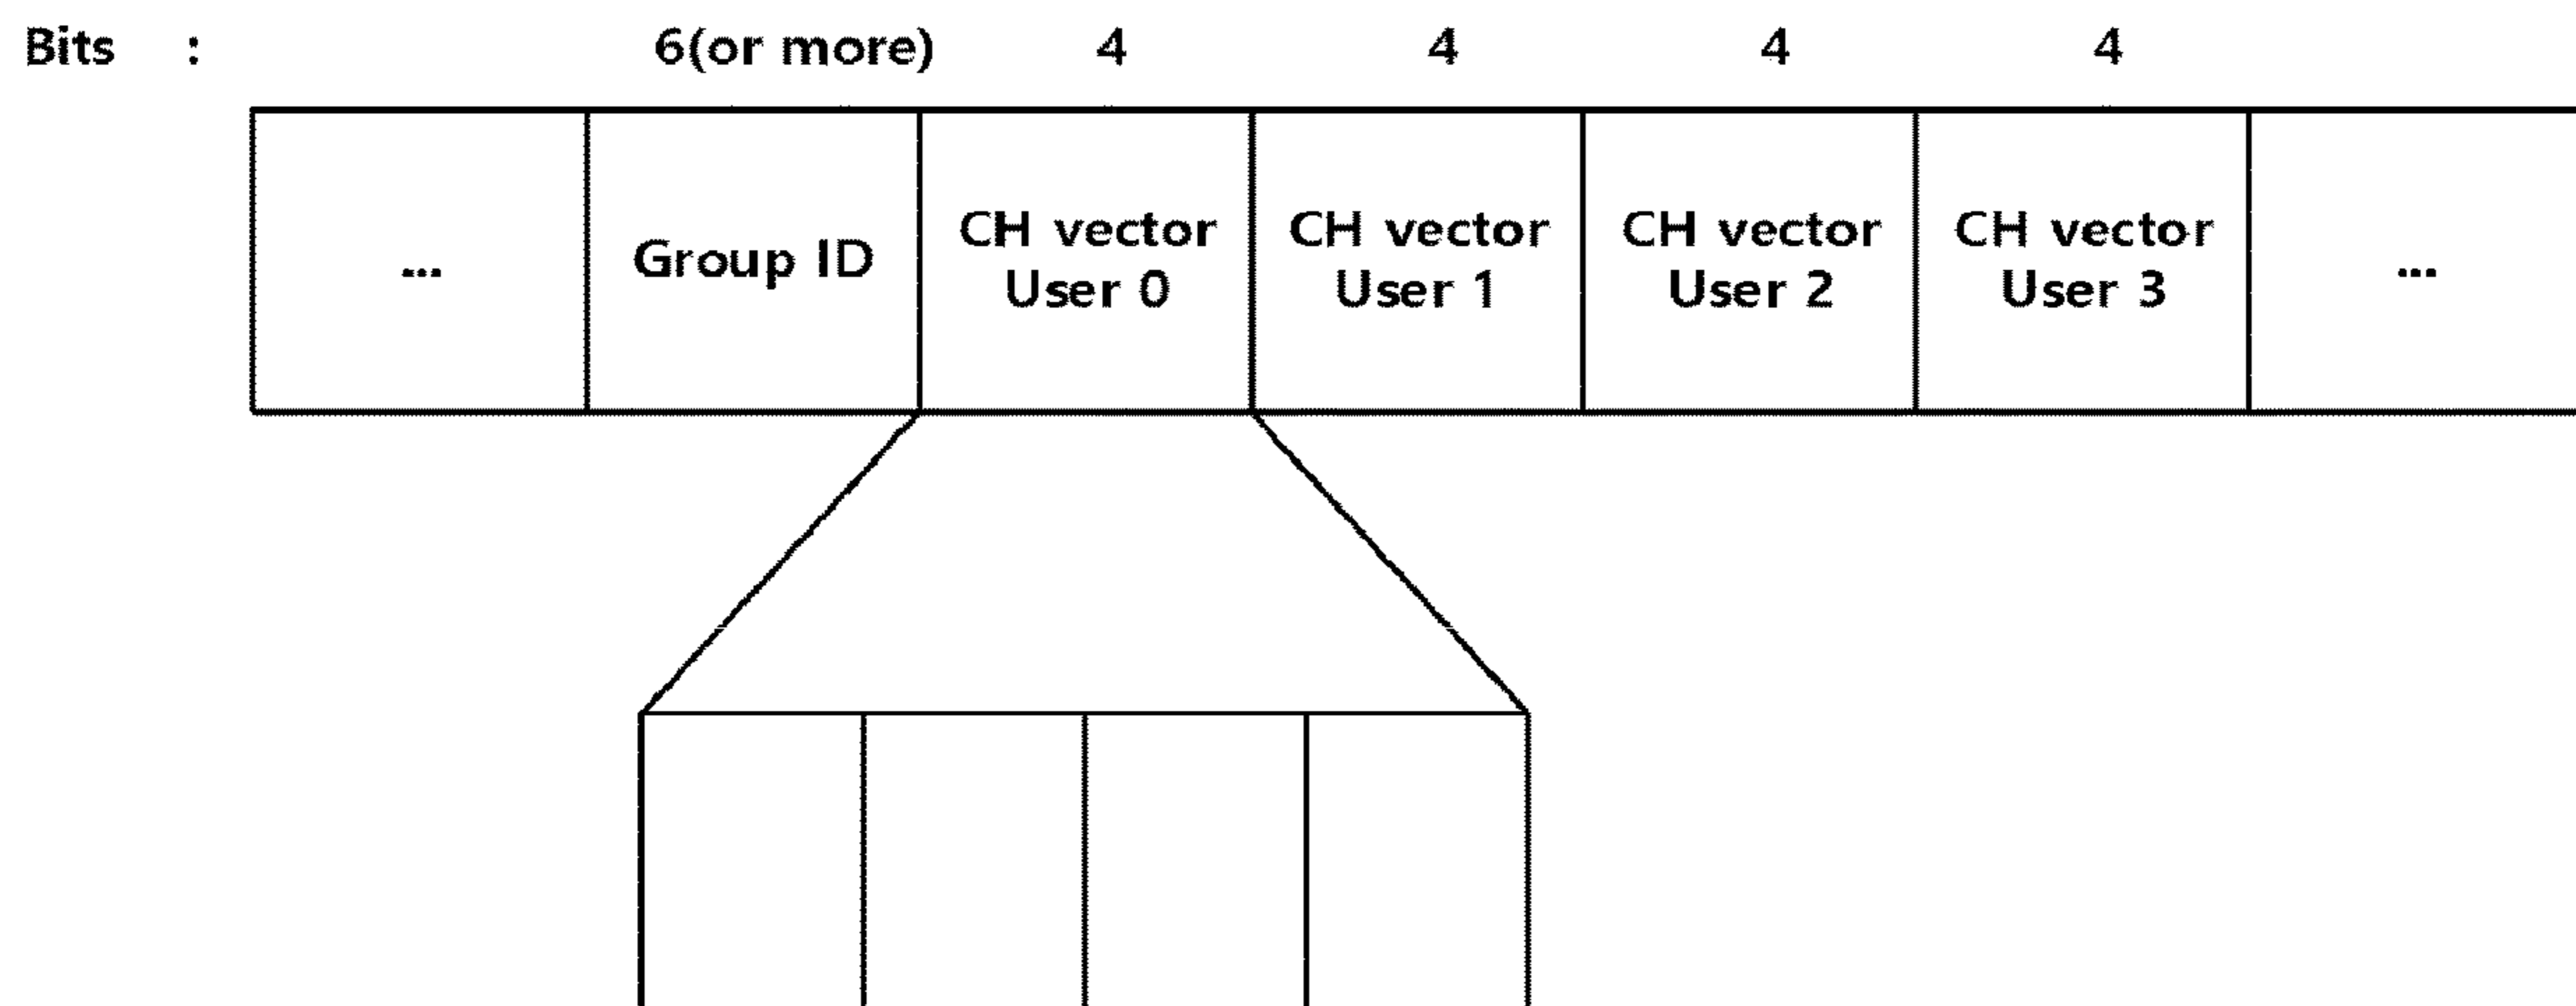 Bits : 6(or more) 4 4 4 4
... Group ID CH vector User 0 CH vector User 1 CH vector User 2 CH vector User 3 ...